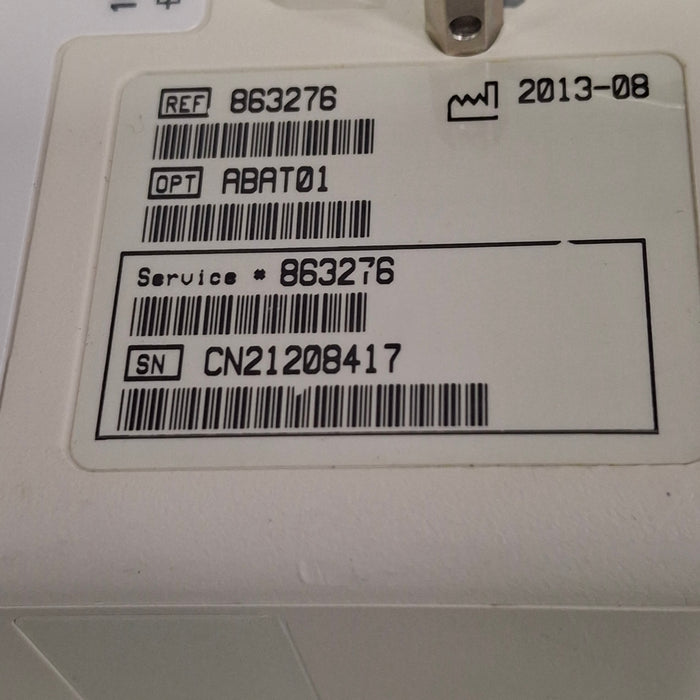 REF 863276
2013-08
OPT ABAT01
Service # 863276
SN CN21208417